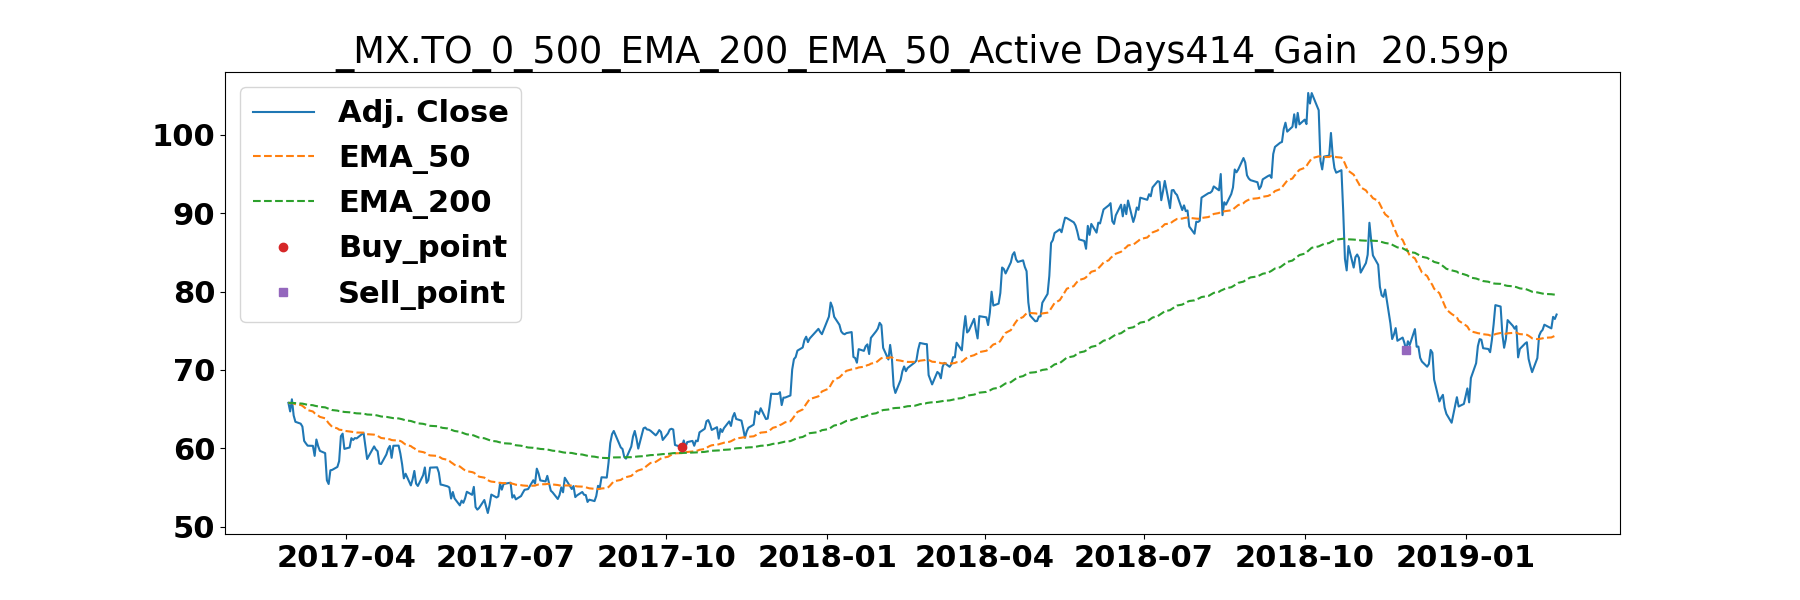 _MX.TO_0_500_EMA_200_EMA_50_Active Days414_Gain  20.59p
Adj. Close
EMA_50
EMA_200
Buy_point
Sell_point
100
90
80
70
60
50
2017-04 2017-07 2017-10 2018-01 2018-04 2018-07 2018-10 2019-01